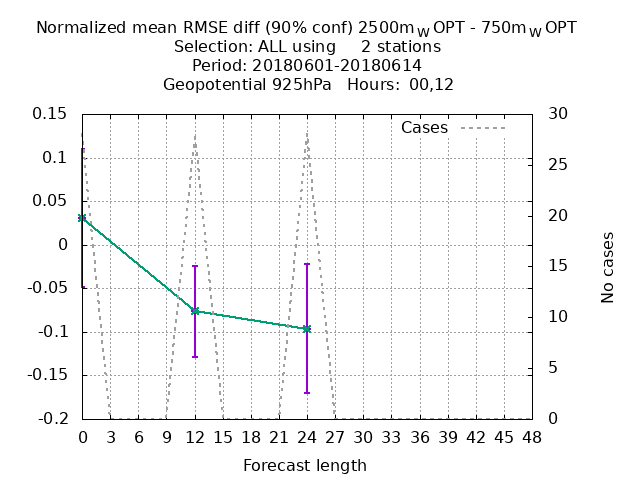 Normalized mean RMSE diff (90% conf) 2500m_W OPT - 750m_W OPT
Selection: ALL using 2 stations
Period: 20180601-20180614
Geopotential 925hPa Hours: 00,12
Cases
0.15
0.1
0.05
0
-0.05
-0.1
-0.15
-0.2
30
25
20
15
10
5
0
No cases
0 3 6 9 12 15 18 21 24 27 30 33 36 39 42 45 48
Forecast length